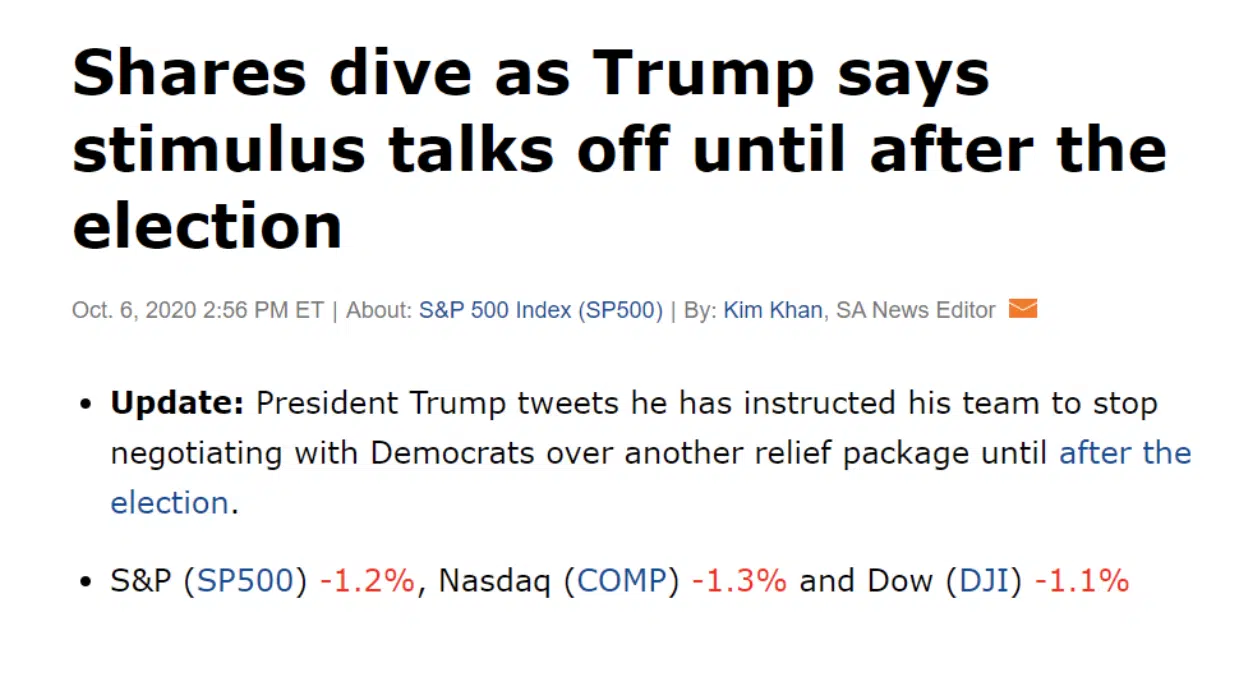 Shares dive as Trump says
stimulus talks off until after the
election
Oct. 6, 2020 2:56 PM ET | About: S&P 500 Index (SP500) | By: Kim Khan, SA News Editor
• Update: President Trump tweets he has instructed his team to stop
negotiating with Democrats over another relief package until after the
election.
• S&P (SP500) -1.2%, Nasdaq (COMP) -1.3% and Dow (DJI) -1.1%